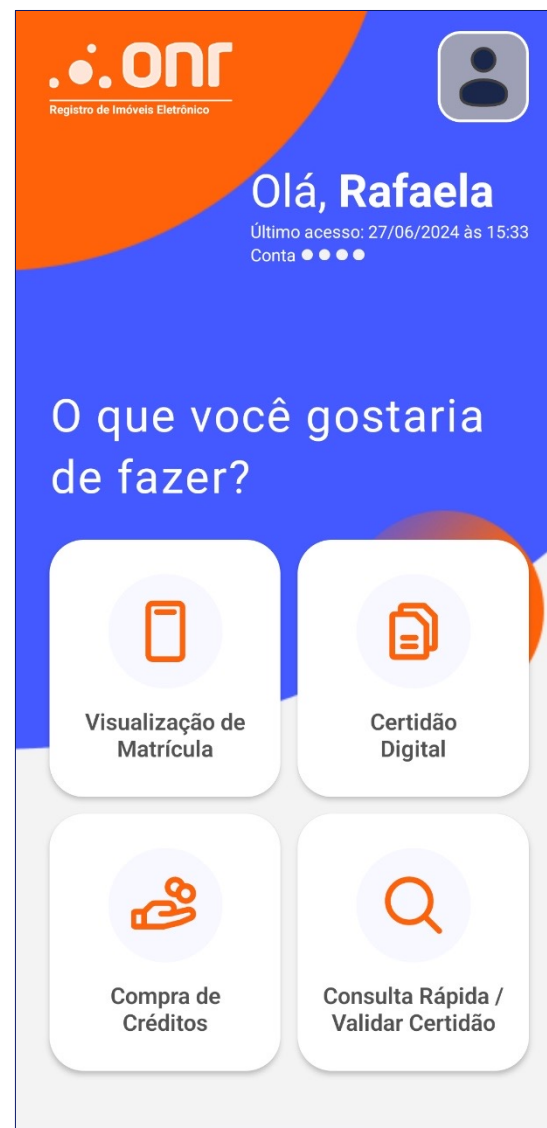 onr
Registro de Imóveis Eletrônico
Olá, Rafaela
Último acesso: 27/06/2024 às 15:33
Conta
O que você gostaria
de fazer?
Visualização de
Matrícula
Certidão
Digital
Compra de
Créditos
Consulta Rápida /
Validar Certidão